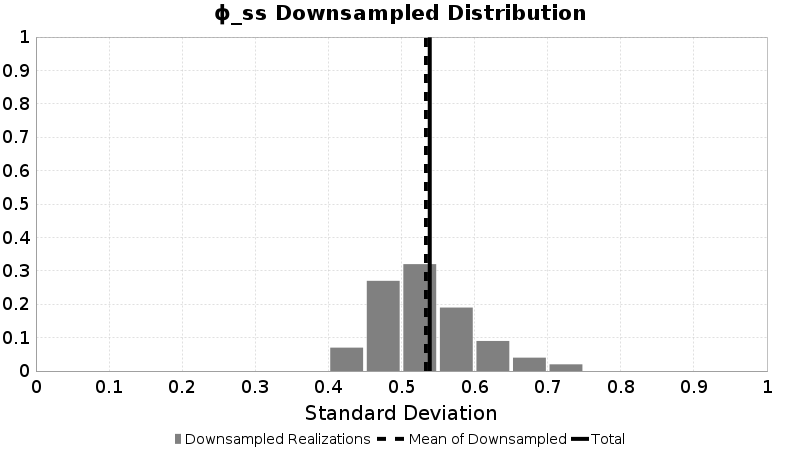 ϕ_ss Downsampled Distribution
1
0.9
0.8
0.7
0.6
0.5
0.4
0.3
0.2
0.1
0
0 0.1 0.2 0.3 0.4 0.5 0.6 0.7 0.8 0.9 1
Standard Deviation
Downsampled Realizations Mean of Downsampled Total